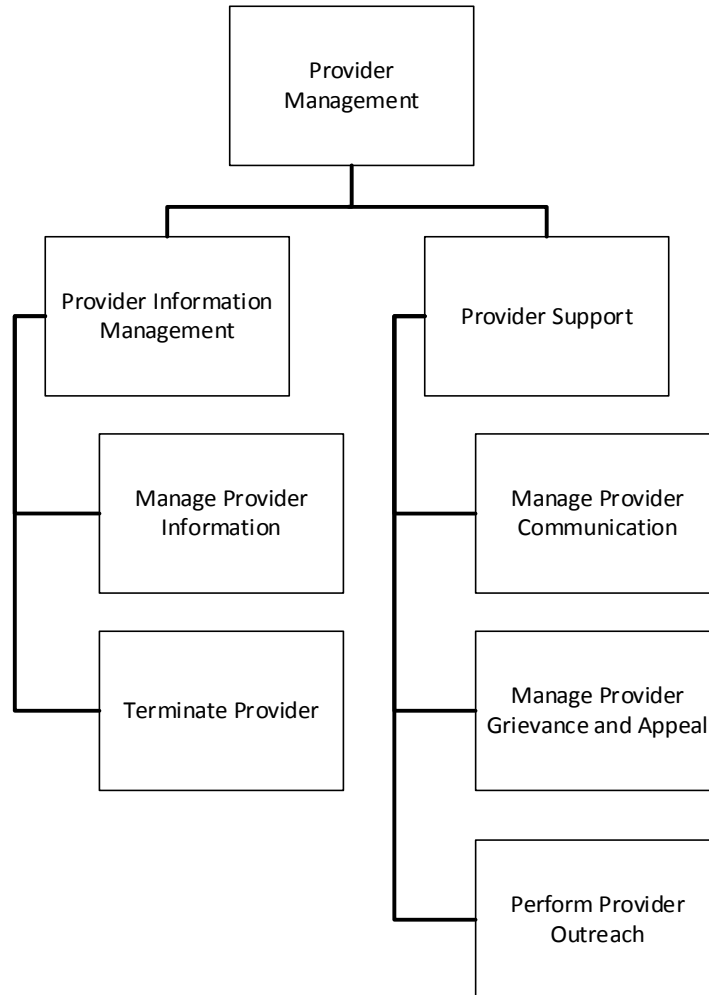 Provider
Management
Provider Information
Management
Provider Support
Manage Provider
Information
Manage Provider
Communication
Terminate Provider
Manage Provider
Grievance and Appeal
Perform Provider
Outreach